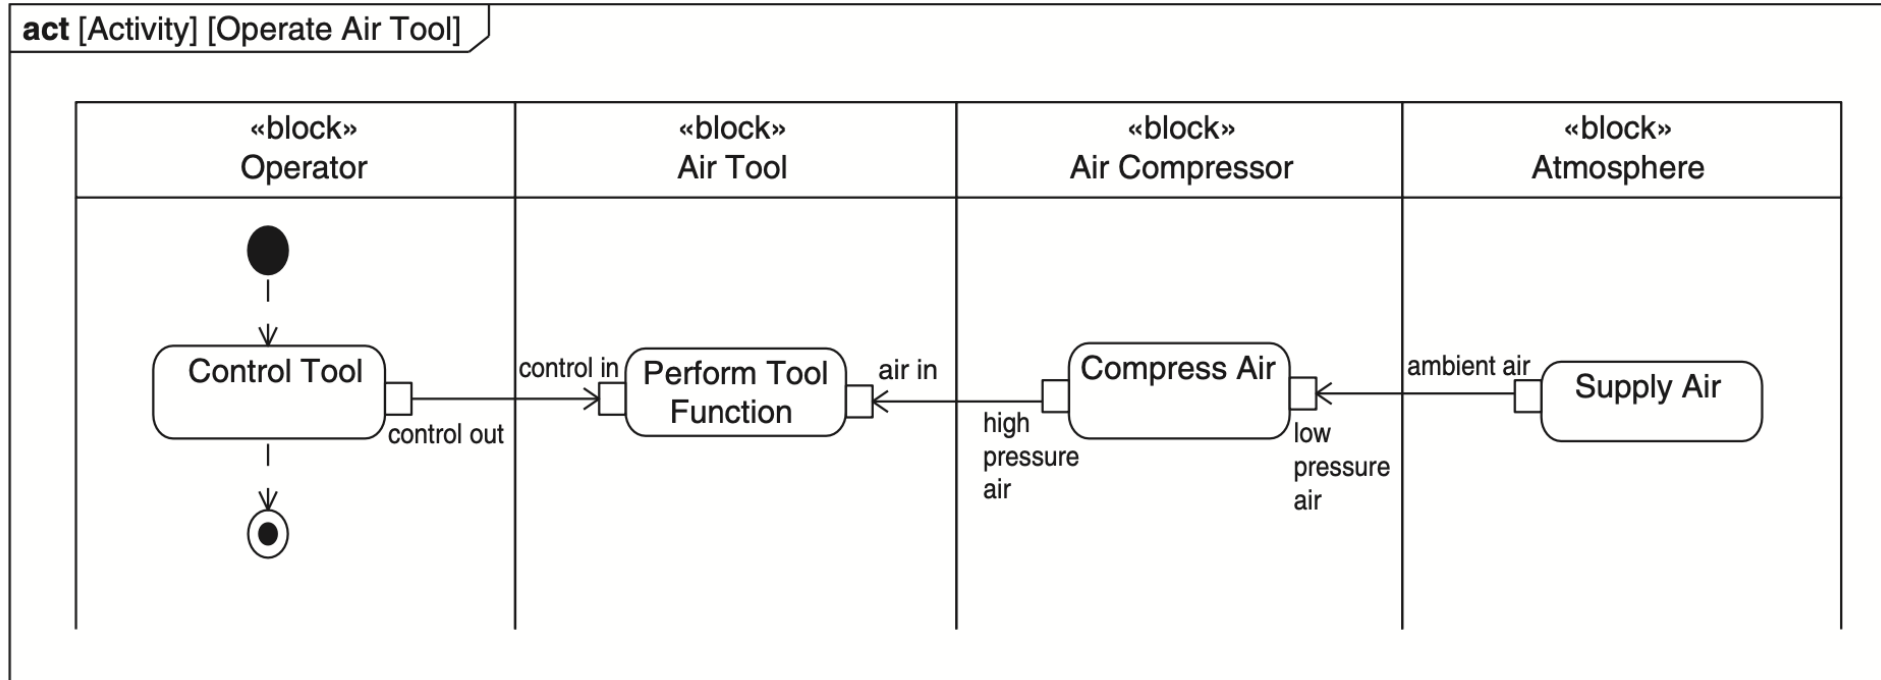 act [Activity] [Operate Air Tool]
«block»
Operator
«block»
Air Tool
«block»
Air Compressor
«block»
Atmosphere
Control Tool
control out
control in
Perform Tool
Function
air in
Compress Air
high
pressure
air
low
pressure
air
ambient air
Supply Air